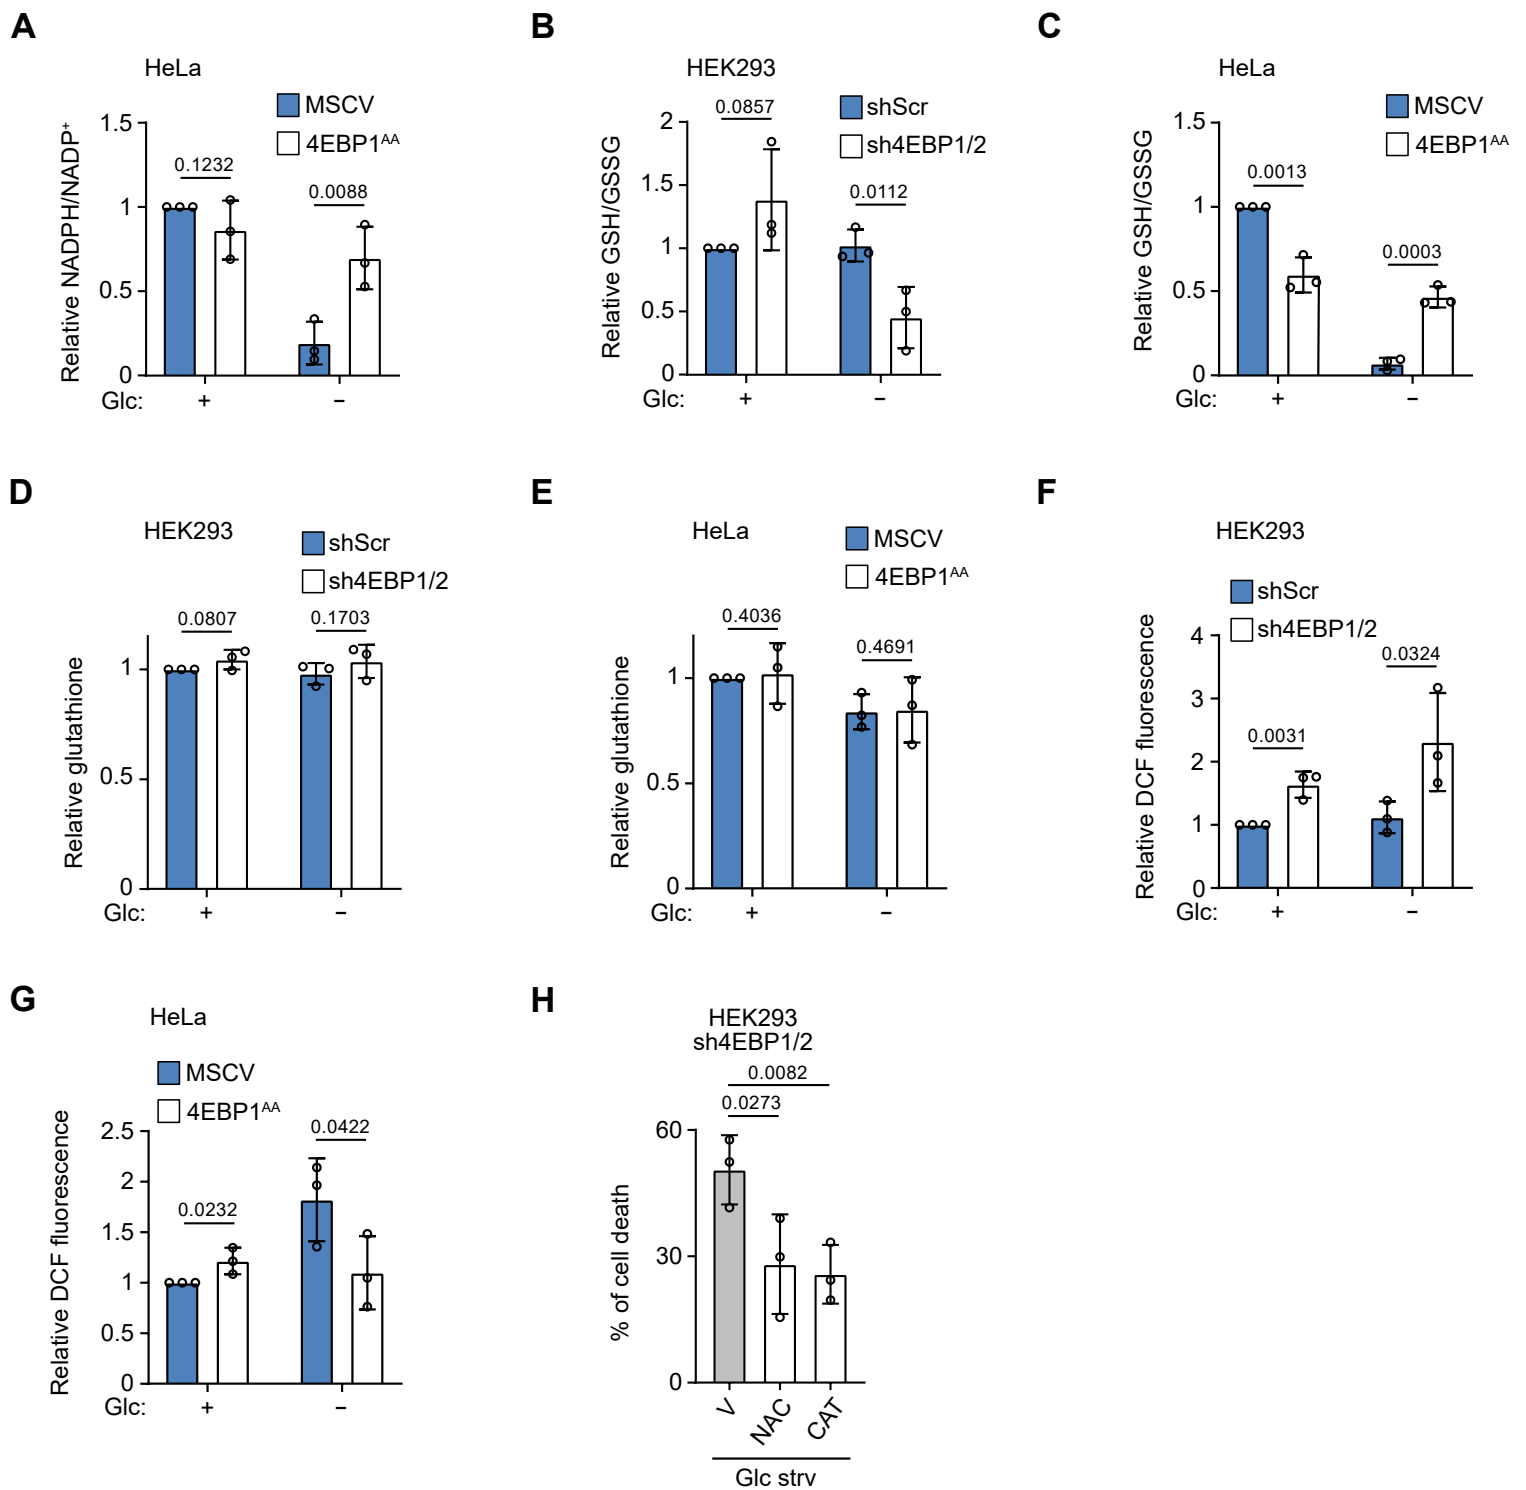 A
HeLa
MSCV
4EBP1AA
Relative NADPH/NADP+
1.5
1
0.5
0
0.1232
0.0088
Glc:
+
−
B
HEK293
shScr
sh4EBP1/2
Relative GSH/GSSG
2
1.5
1
0.5
0
0.0857
0.0112
Glc:
+
−
C
HeLa
MSCV
4EBP1AA
Relative GSH/GSSG
1.5
1
0.5
0
0.0013
0.0003
Glc:
+
−
D
HEK293
shScr
sh4EBP1/2
Relative glutathione
1
0.5
0
0.0807
0.1703
Glc:
+
−
E
HeLa
MSCV
4EBP1AA
Relative glutathione
1
0.5
0
0.4036
0.4691
Glc:
+
−
F
HEK293
shScr
sh4EBP1/2
Relative DCF fluorescence
4
3
2
1
0
0.0031
0.0324
Glc:
+
−
G
HeLa
MSCV
4EBP1AA
Relative DCF fluorescence
2.5
2
1.5
1
0.5
0
0.0232
0.0422
Glc:
+
−
H
HEK293
sh4EBP1/2
0.0082
0.0273
% of cell death
60
30
0
V
NAC
CAT
Glc strv